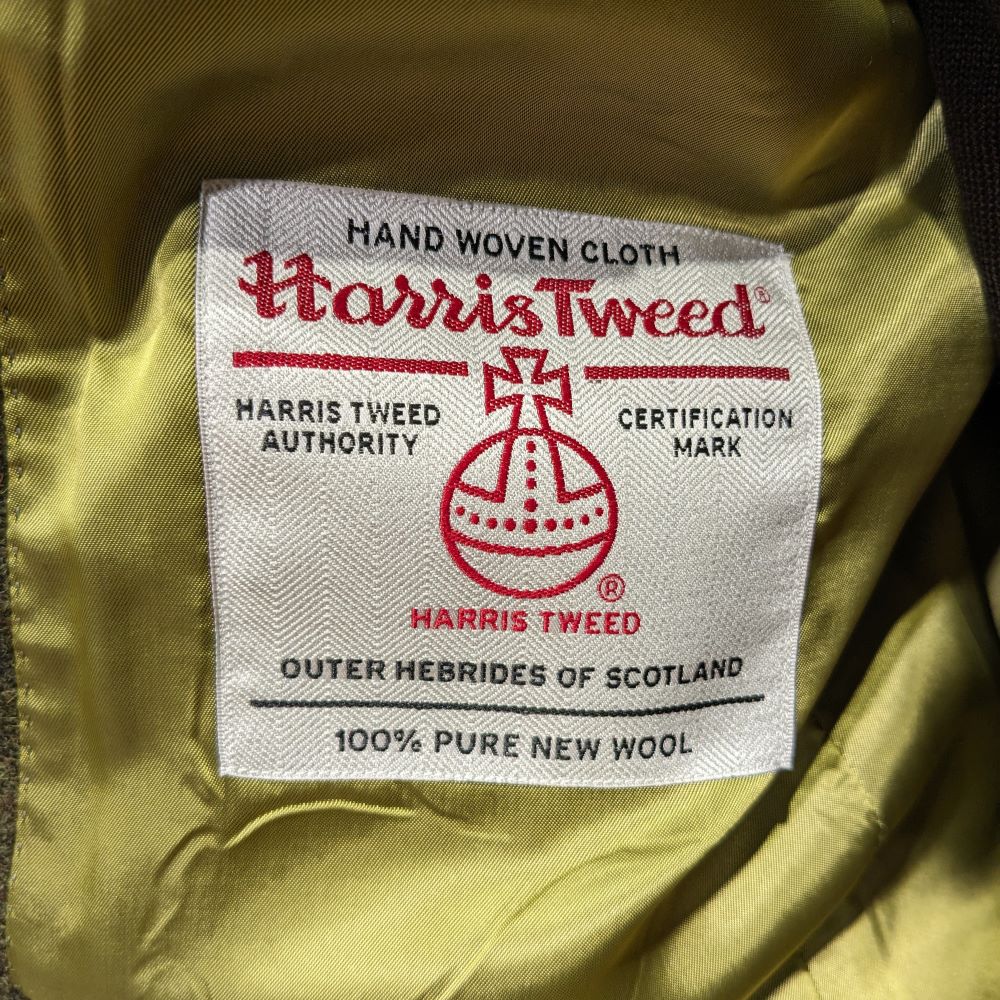 HAND WOVEN CLOTH
Harris Tweed®
HARRIS TWEED
AUTHORITY
CERTIFICATION
MARK
®
HARRIS TWEED
OUTER HEBRIDES OF SCOTLAND
100% PURE NEW WOOL